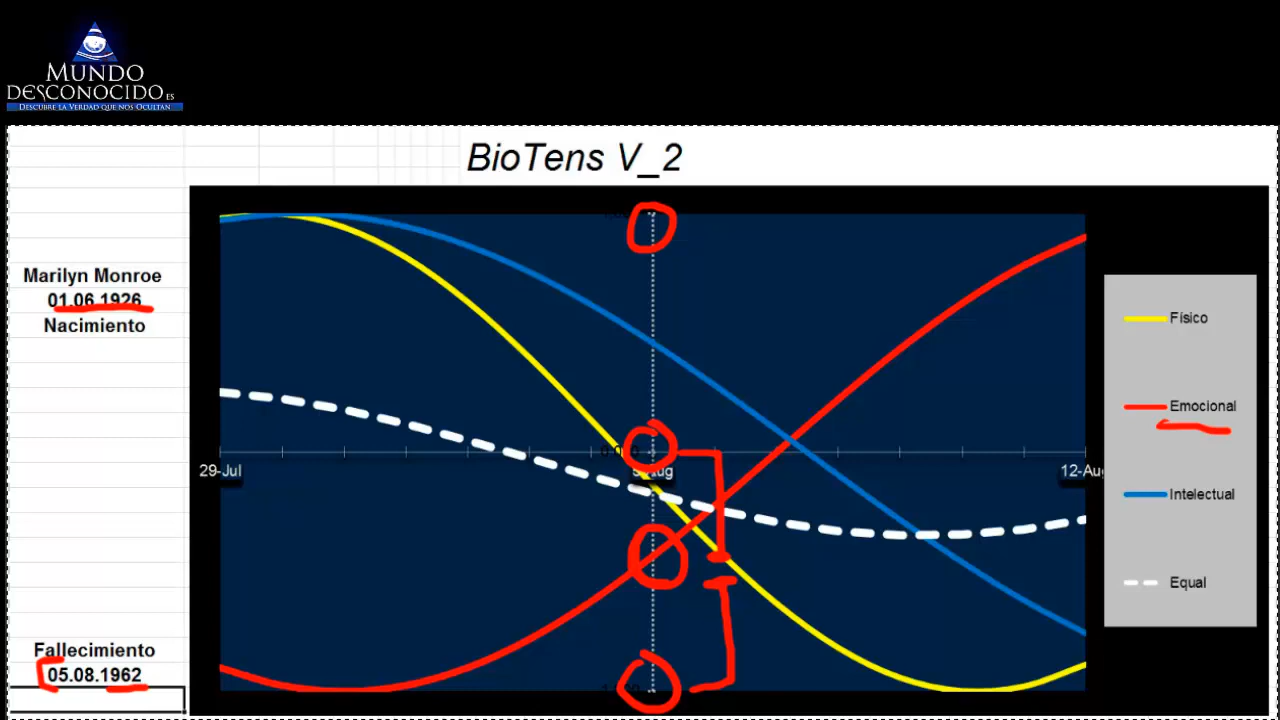 MUNDO
DESCONOCIDO.ES
DESCUBRE LA VERDAD QUE NOS OCULTAN
BioTens V_2
Marilyn Monroe
01.06.1926
Nacimiento
29-Jul
12-Aug
Físico
Emocional
Intelectual
Equal
Fallecimiento
05.08.1962